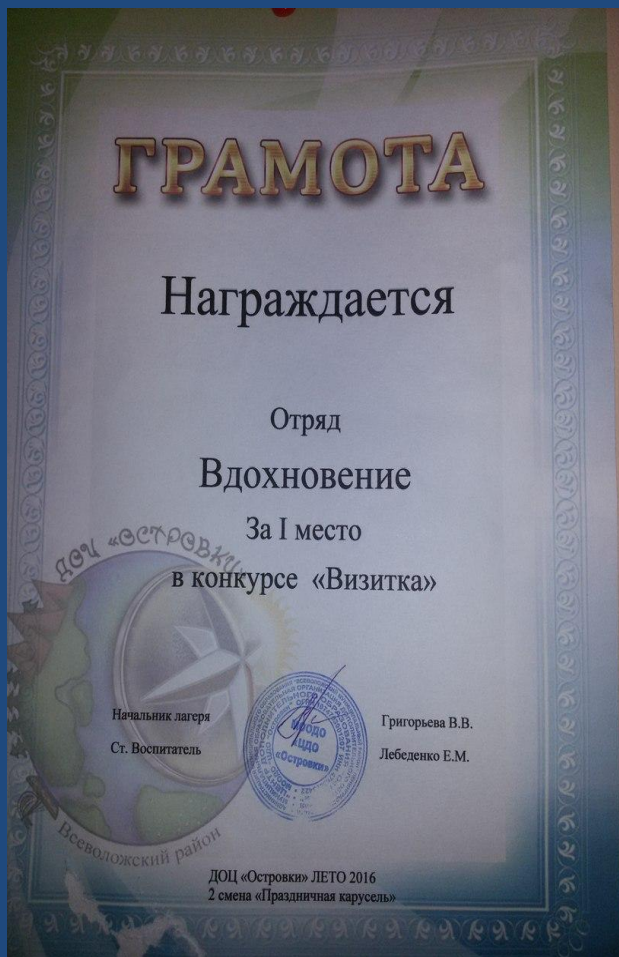 ГРАМОТА
Награждается
Отряд
Вдохновение
За I место
в конкурсе «Визитка»
ДОЦ «ОСТРОВКИ»
Начальник лагеря
Григорьева В.В.
Ст. Воспитатель
Лебеденко Е.М.
«Островки»
Всеволожский район
ДОЦ «Островки» ЛЕТО 2016
2 смена «Праздничная карусель»